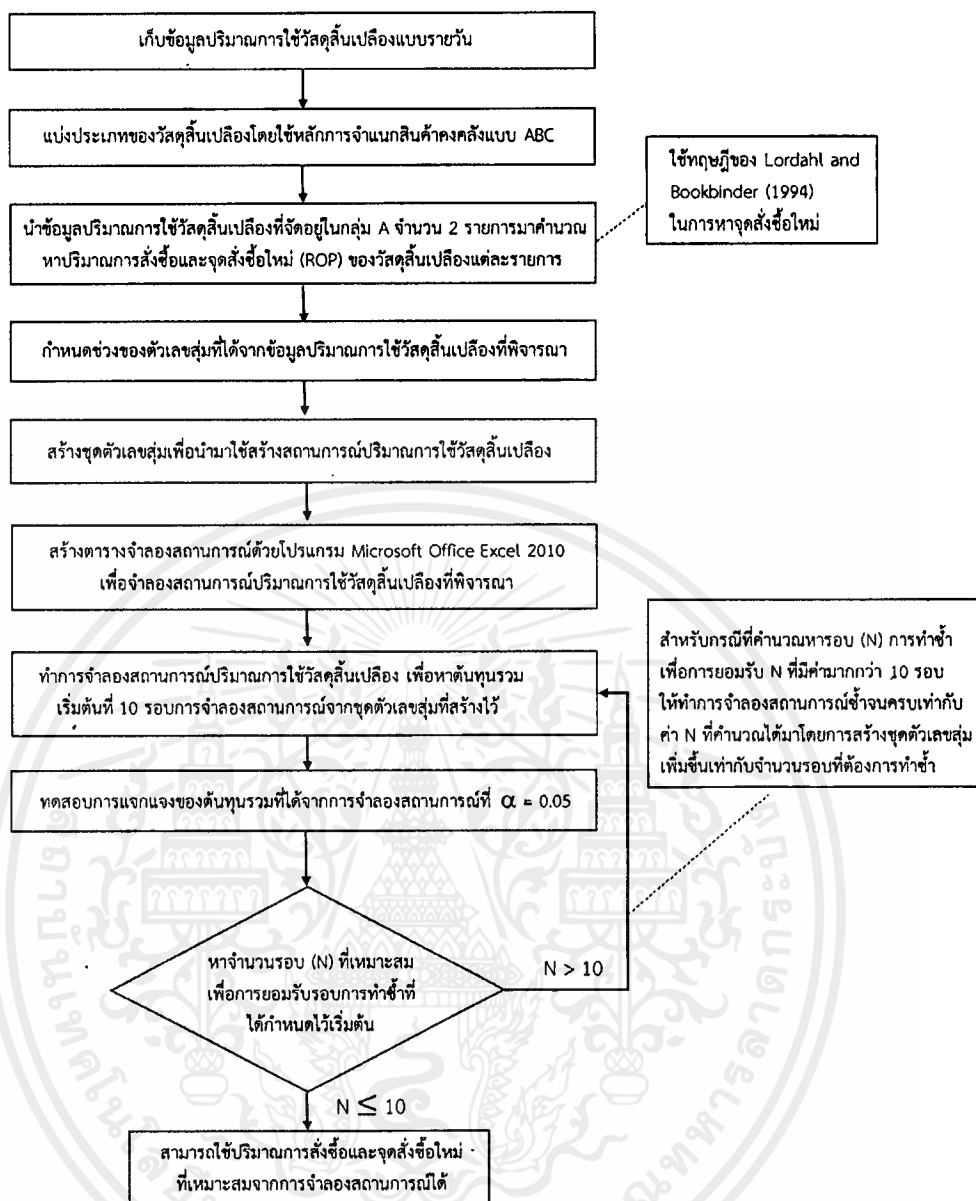 เก็บข้อมูลปริมาณการใช้วัสดุสิ้นเปลืองแบบรายวัน
แบ่งประเภทของวัสดุสิ้นเปลืองโดยใช้หลักการจำแนกสินค้าคงคลังแบบ ABC
ใช้ทฤษฎีของ Lordahl and
Bookbinder (1994)
ในการหาจุดสั่งซื้อใหม่
นำข้อมูลปริมาณการใช้วัสดุสิ้นเปลืองที่จัดอยู่ในกลุ่ม A จำนวน 2 รายการมาคำนวณ
หาปริมาณการสั่งซื้อและจุดสั่งซื้อใหม่ (ROP) ของวัสดุสิ้นเปลืองแต่ละรายการ
กำหนดช่วงของตัวเลขสุ่มที่ได้จากข้อมูลปริมาณการใช้วัสดุสิ้นเปลืองที่พิจารณา
สร้างชุดตัวเลขสุ่มเพื่อนำมาใช้สร้างสถานการณ์ปริมาณการใช้วัสดุสิ้นเปลือง
สร้างตารางจำลองสถานการณ์ด้วยโปรแกรม Microsoft Office Excel 2010
เพื่อจำลองสถานการณ์ปริมาณการใช้วัสดุสิ้นเปลืองที่พิจารณา
ทำการจำลองสถานการณ์ปริมาณการใช้วัสดุสิ้นเปลือง เพื่อหาต้นทุนรวม
เริ่มต้นที่ 10 รอบการจำลองสถานการณ์จากชุดตัวเลขสุ่มที่สร้างไว้
สำหรับกรณีที่คำนวณหารอบ (N) การทำซ้ำ
เพื่อการยอมรับ N ที่มีค่ามากกว่า 10 รอบ
ให้ทำการจำลองสถานการณ์ซ้ำจนครบเท่ากับ
ค่า N ที่คำนวณได้มาโดยการสร้างชุดตัวเลขสุ่ม
เพิ่มขึ้นเท่ากับจำนวนรอบที่ต้องการทำซ้ำ
ทดสอบการแจกแจงของต้นทุนรวมที่ได้จากการจำลองสถานการณ์ที่ α = 0.05
หาจำนวนรอบ (N) ที่เหมาะสม
เพื่อการยอมรับรอบการทำซ้ำที่
ได้กำหนดไว้เริ่มต้น
N > 10
N ≤ 10
สามารถใช้ปริมาณการสั่งซื้อและจุดสั่งซื้อใหม่
ที่เหมาะสมจากการจำลองสถานการณ์ได้